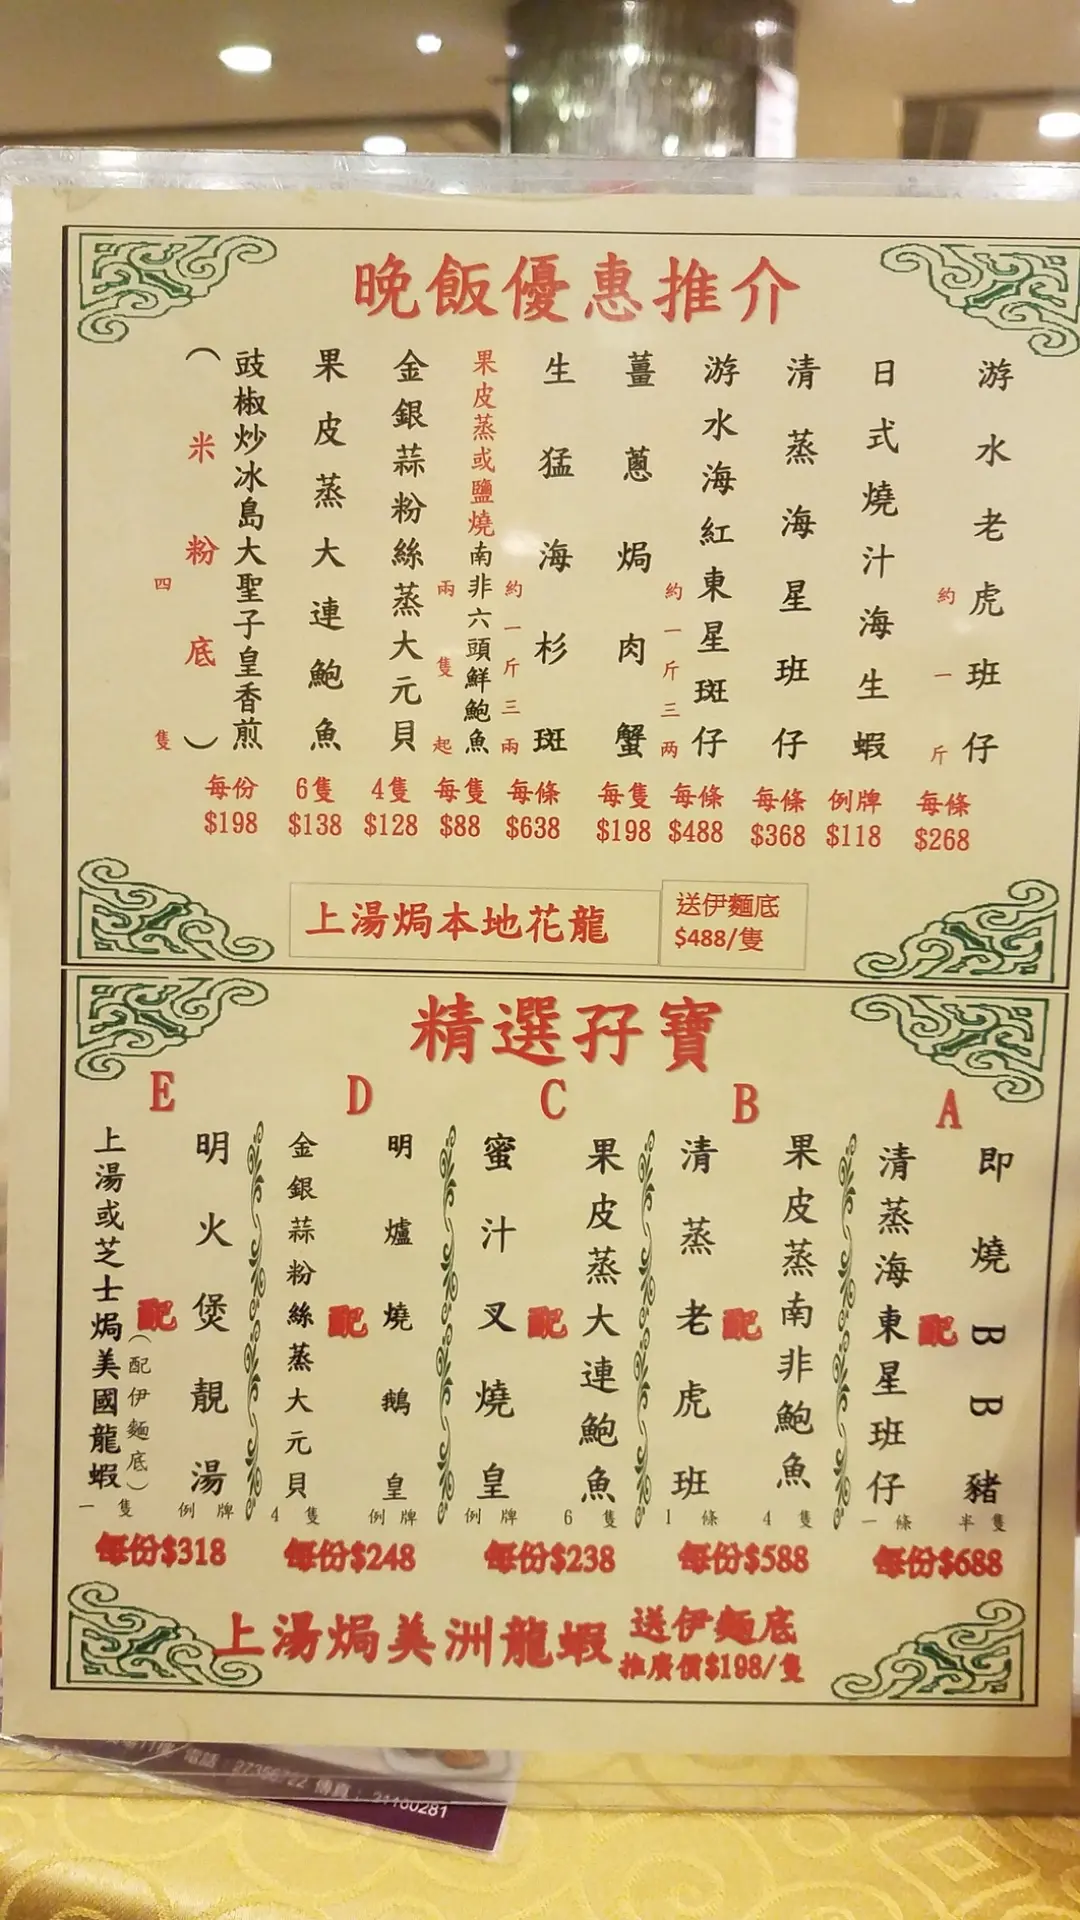 晚飯優惠推介
游水老虎班仔
約一斤
每條
$268
日式燒汁海生蝦
例牌
$118
清蒸海星班仔
每條
$368
游水海紅東星斑仔
約一斤三两
每條
$488
薑蔥焗肉蟹
每隻
$198
生猛海杉斑
約一斤三兩
每條
$638
果皮蒸或鹽燒南非六頭鮮鮑魚
兩隻起
每隻
$88
金銀蒜粉絲蒸大元貝
4隻
$128
果皮蒸大連鮑魚
6隻
$138
豉椒炒冰島大聖子皇香煎
（米粉底）
四隻
每份
$198
上湯焗本地花龍
送伊麵底
$488/隻
精選孖寶
A
即燒BB豬
半隻
配
清蒸海東星班仔
一條
每份$688
B
果皮蒸南非鮑魚
4隻
配
清蒸老虎班
1條
每份$588
C
果皮蒸大連鮑魚
6隻
配
蜜汁叉燒皇
例牌
每份$238
D
明爐燒鵝皇
例牌
配
金銀蒜粉絲蒸大元貝
4隻
每份$248
E
明火煲靚湯
例牌
配
上湯或芝士焗美國龍蝦
（配伊麵底）
一隻
每份$318
上湯焗美洲龍蝦
送伊麵底
推廣價$198/隻
電話：27356722 傳真：21160281